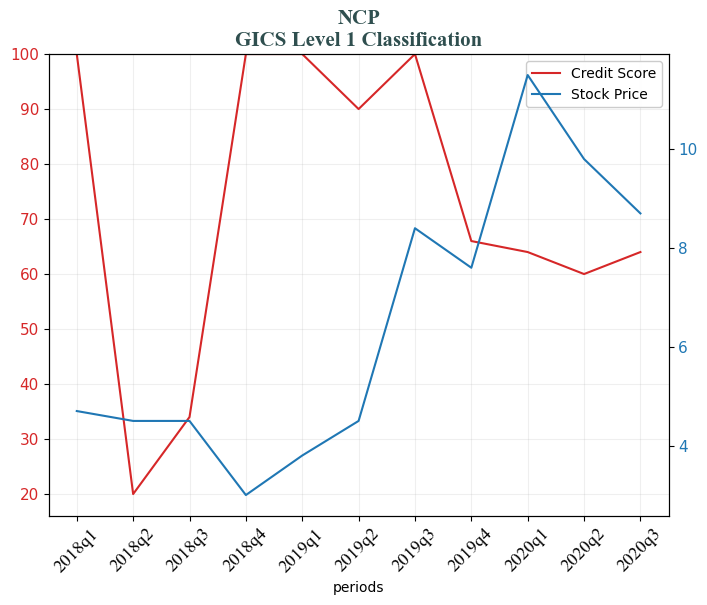 NCP
GICS Level 1 Classification
100
90
80
70
60
50
40
30
20
10
8
6
4
Credit Score
Stock Price
2018q1
2018q2
2018q3
2018q4
2019q1
2019q2
2019q3
2019q4
2020q1
2020q2
2020q3
periods